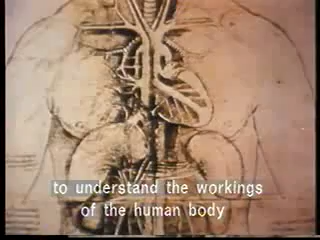 to understand the workings
of the human body